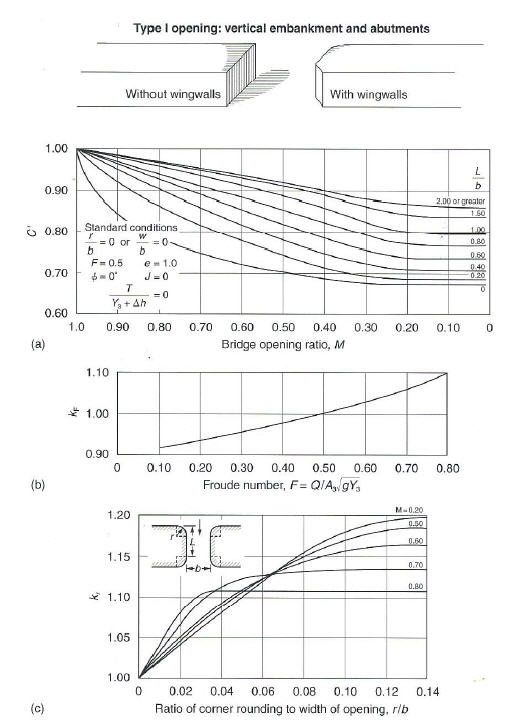 Type I opening: vertical embankment and abutments
Without wingwalls
With wingwalls
1.00
0.90
0.80
0.70
0.60
C'
L
b
2.00 or greater
1.50
1.00
0.80
0.60
0.40
0.20
0
Standard conditions
r/b = 0 or w/b = 0
F = 0.5 e = 1.0
ϕ = 0° J = 0
T/(Y₃ + Δh) = 0
1.0 0.90 0.80 0.70 0.60 0.50 0.40 0.30 0.20 0.10 0
(a)
Bridge opening ratio, M
1.10
1.00
0.90
k_F
0 0.10 0.20 0.30 0.40 0.50 0.60 0.70 0.80
(b)
Froude number, F = Q/A₃√gY₃
1.20
1.15
1.10
1.05
1.00
k_r
r
L
b
M=0.20
0.50
0.60
0.70
0.80
0 0.02 0.04 0.06 0.08 0.10 0.12 0.14
(c)
Ratio of corner rounding to width of opening, r/b